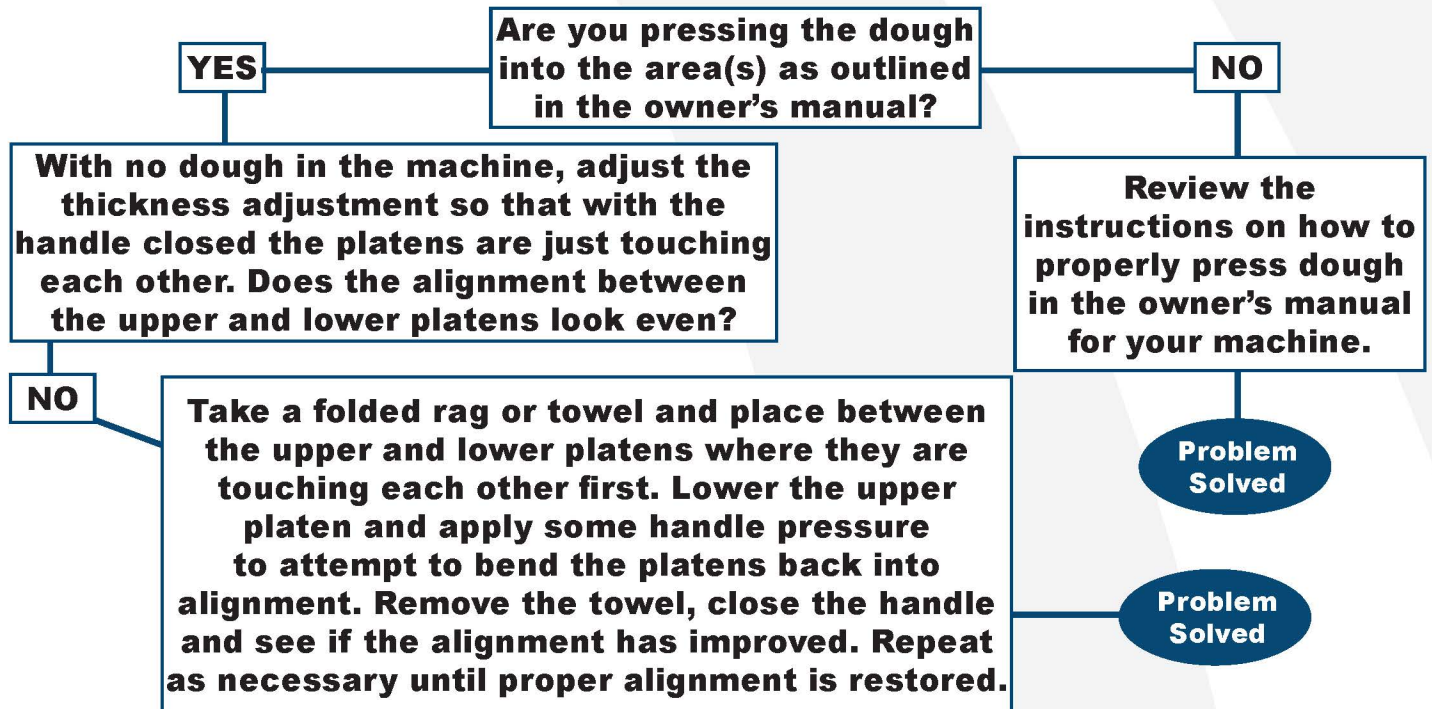 Are you pressing the dough
into the area(s) as outlined
in the owner's manual?
YES
NO
With no dough in the machine, adjust the
thickness adjustment so that with the
handle closed the platens are just touching
each other. Does the alignment between
the upper and lower platens look even?
Review the
instructions on how to
properly press dough
in the owner's manual
for your machine.
NO
Take a folded rag or towel and place between
the upper and lower platens where they are
touching each other first. Lower the upper
platen and apply some handle pressure
to attempt to bend the platens back into
alignment. Remove the towel, close the handle
and see if the alignment has improved. Repeat
as necessary until proper alignment is restored.
Problem
Solved
Problem
Solved